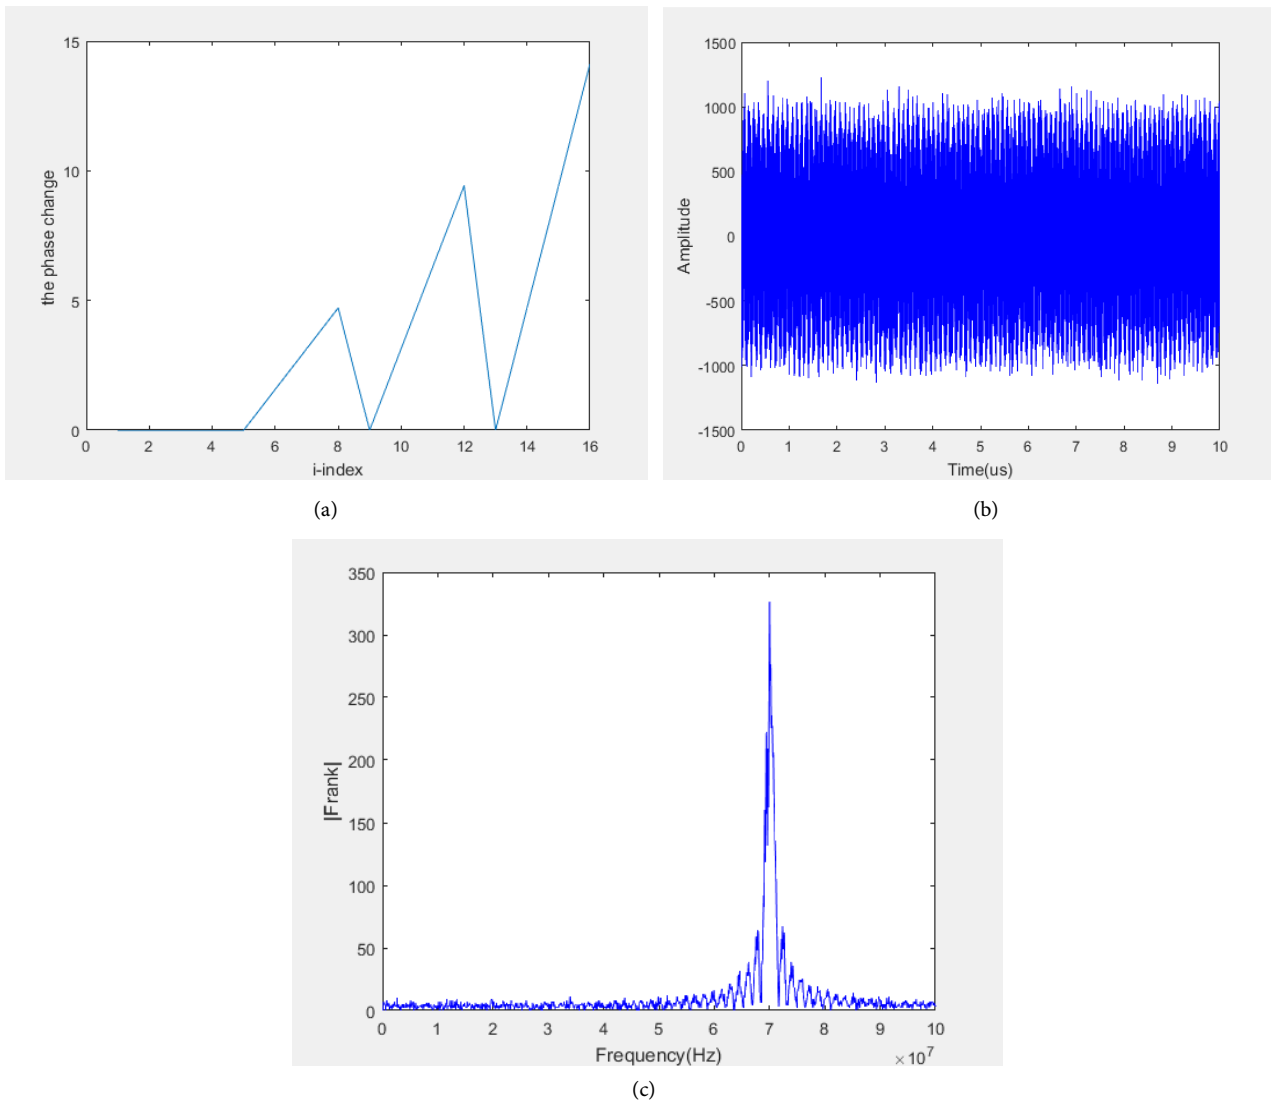 15
10
5
0
the phase change
0 2 4 6 8 10 12 14 16
i-index
(a)
1500
1000
500
0
-500
-1000
-1500
Amplitude
0 1 2 3 4 5 6 7 8 9 10
Time(us)
(b)
350
300
250
200
150
100
50
0
|Frank|
0 1 2 3 4 5 6 7 8 9 10
Frequency(Hz) ×10^7
(c)